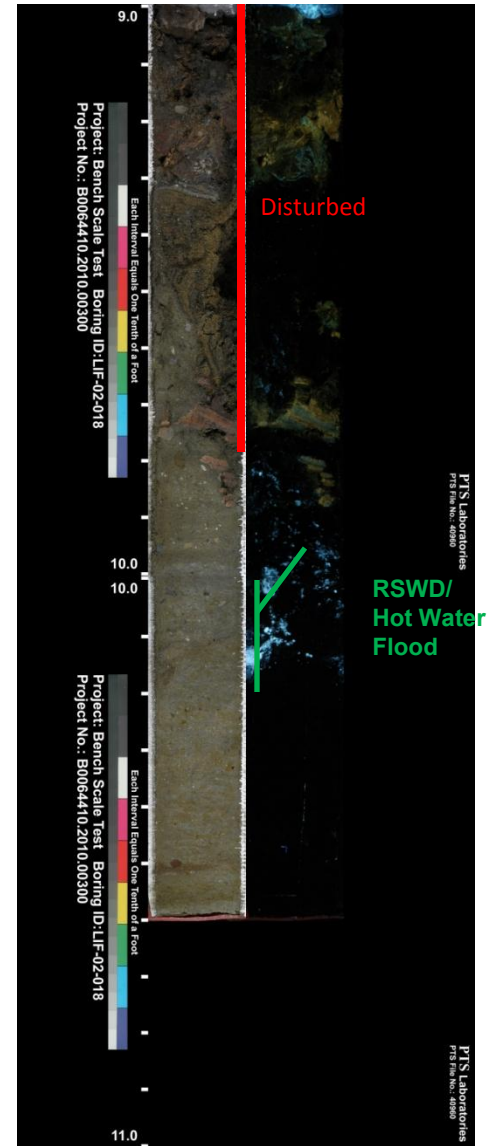 9.0
Each Interval Equals One Tenth of a Foot
Project: Bench Scale Test Boring ID:LIF-02-018
Project No.: B0064410.2010.00300
Disturbed
PTS Laboratories
PTS File No.: 40960
10.0
10.0
RSWD/
Hot Water
Flood
Each Interval Equals One Tenth of a Foot
Project: Bench Scale Test Boring ID:LIF-02-018
Project No.: B0064410.2010.00300
PTS Laboratories
PTS File No.: 40960
11.0